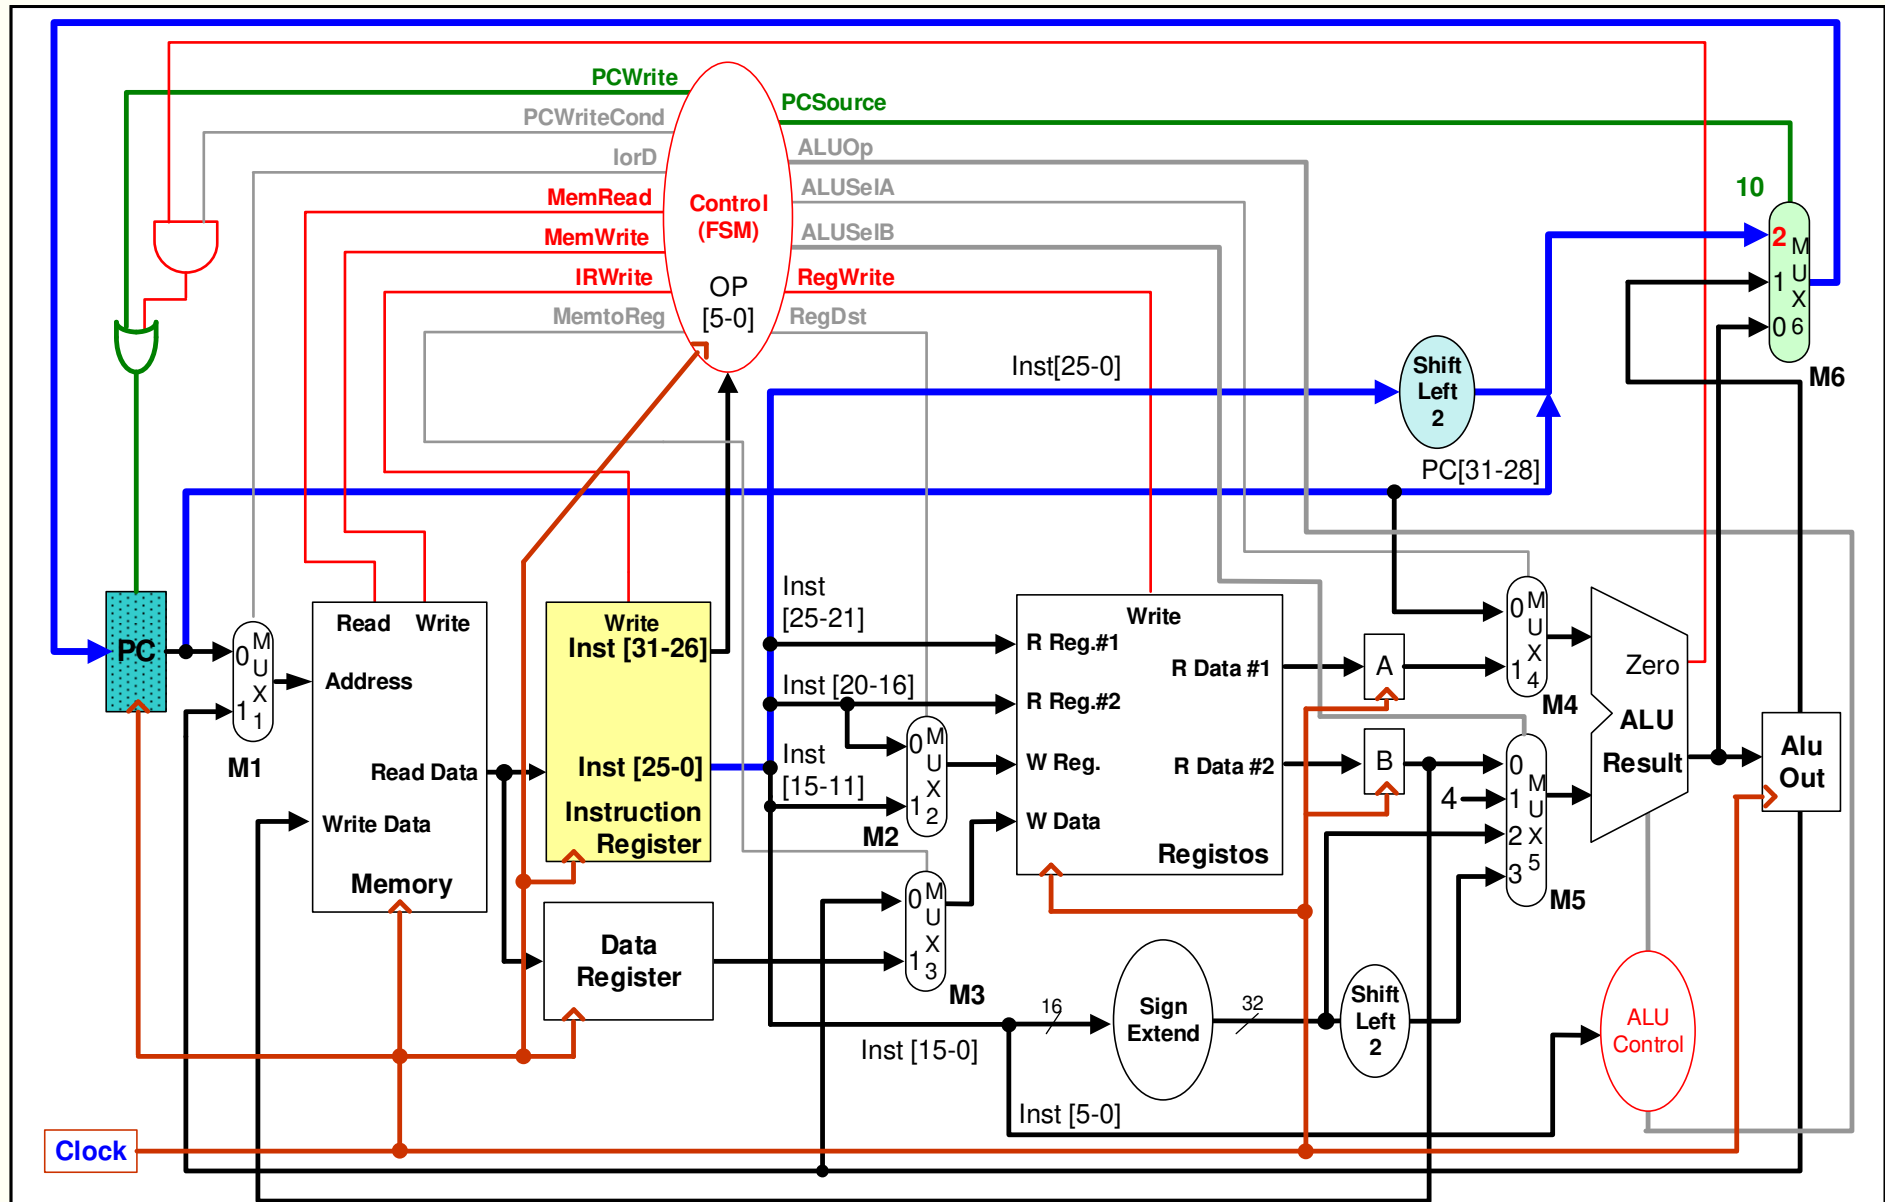 PCWrite
PCSource
PCWriteCond
ALUOp
IorD
ALUSelA
MemRead
Control
(FSM)
10
MemWrite
ALUSelB
2
M
U
X
6
1
0
M6
IRWrite
OP
[5-0]
RegWrite
MemtoReg
RegDst
Inst[25-0]
Shift
Left
2
PC[31-28]
PC
0
1
M
U
X
1
M1
Read
Write
Address
Read Data
Write Data
Memory
Write
Inst [31-26]
Inst [25-0]
Instruction
Register
Data
Register
Inst
[25-21]
Inst [20-16]
Inst
[15-11]
0
1
M
U
X
2
M2
0
1
M
U
X
3
M3
Write
R Reg.#1
R Data #1
R Reg.#2
W Reg.
R Data #2
W Data
Registos
A
B
4
0
1
M
U
X
4
M4
0
1
2
3
M
U
X
5
M5
Zero
ALU
Result
Alu
Out
16
Sign
Extend
32
Shift
Left
2
ALU
Control
Inst [15-0]
Inst [5-0]
Clock